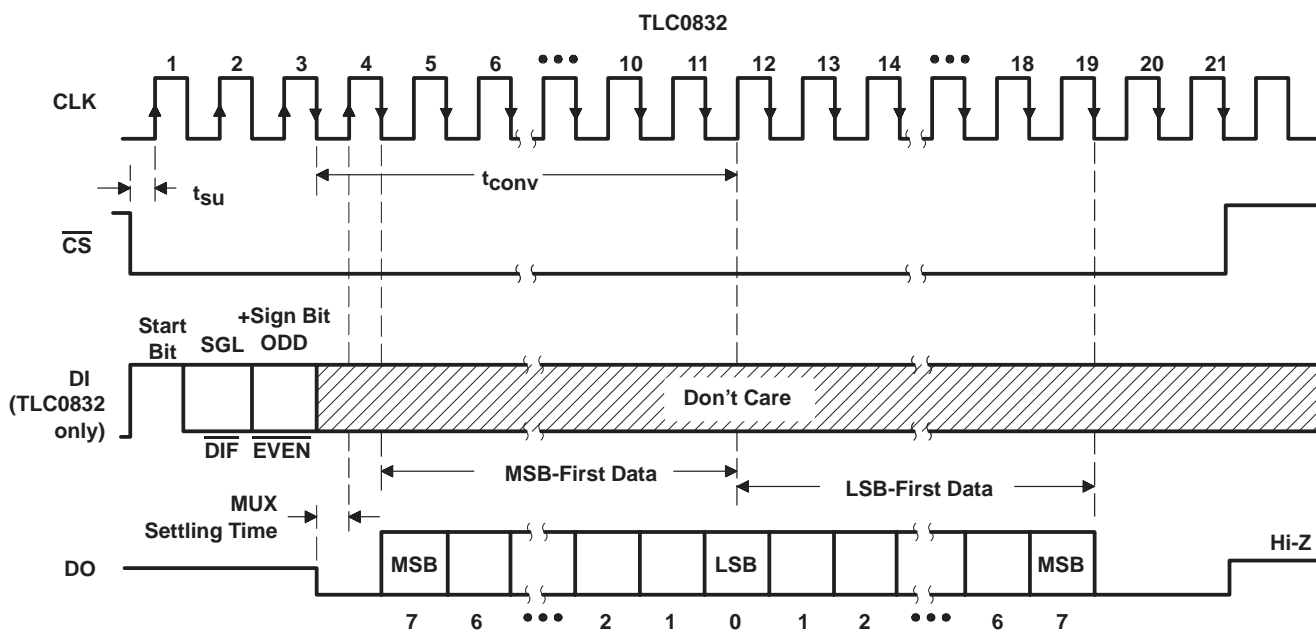 TLC0832
1 2 3 4 5 6 ••• 10 11 12 13 14 ••• 18 19 20 21
CLK
tsu
tconv
CS
Start
Bit
SGL
+Sign Bit
ODD
DI
(TLC0832
only)
Don't Care
DIF
EVEN
MSB-First Data
LSB-First Data
MUX
Settling Time
Hi-Z
DO
MSB LSB MSB
7 6 ••• 2 1 0 1 2 ••• 6 7